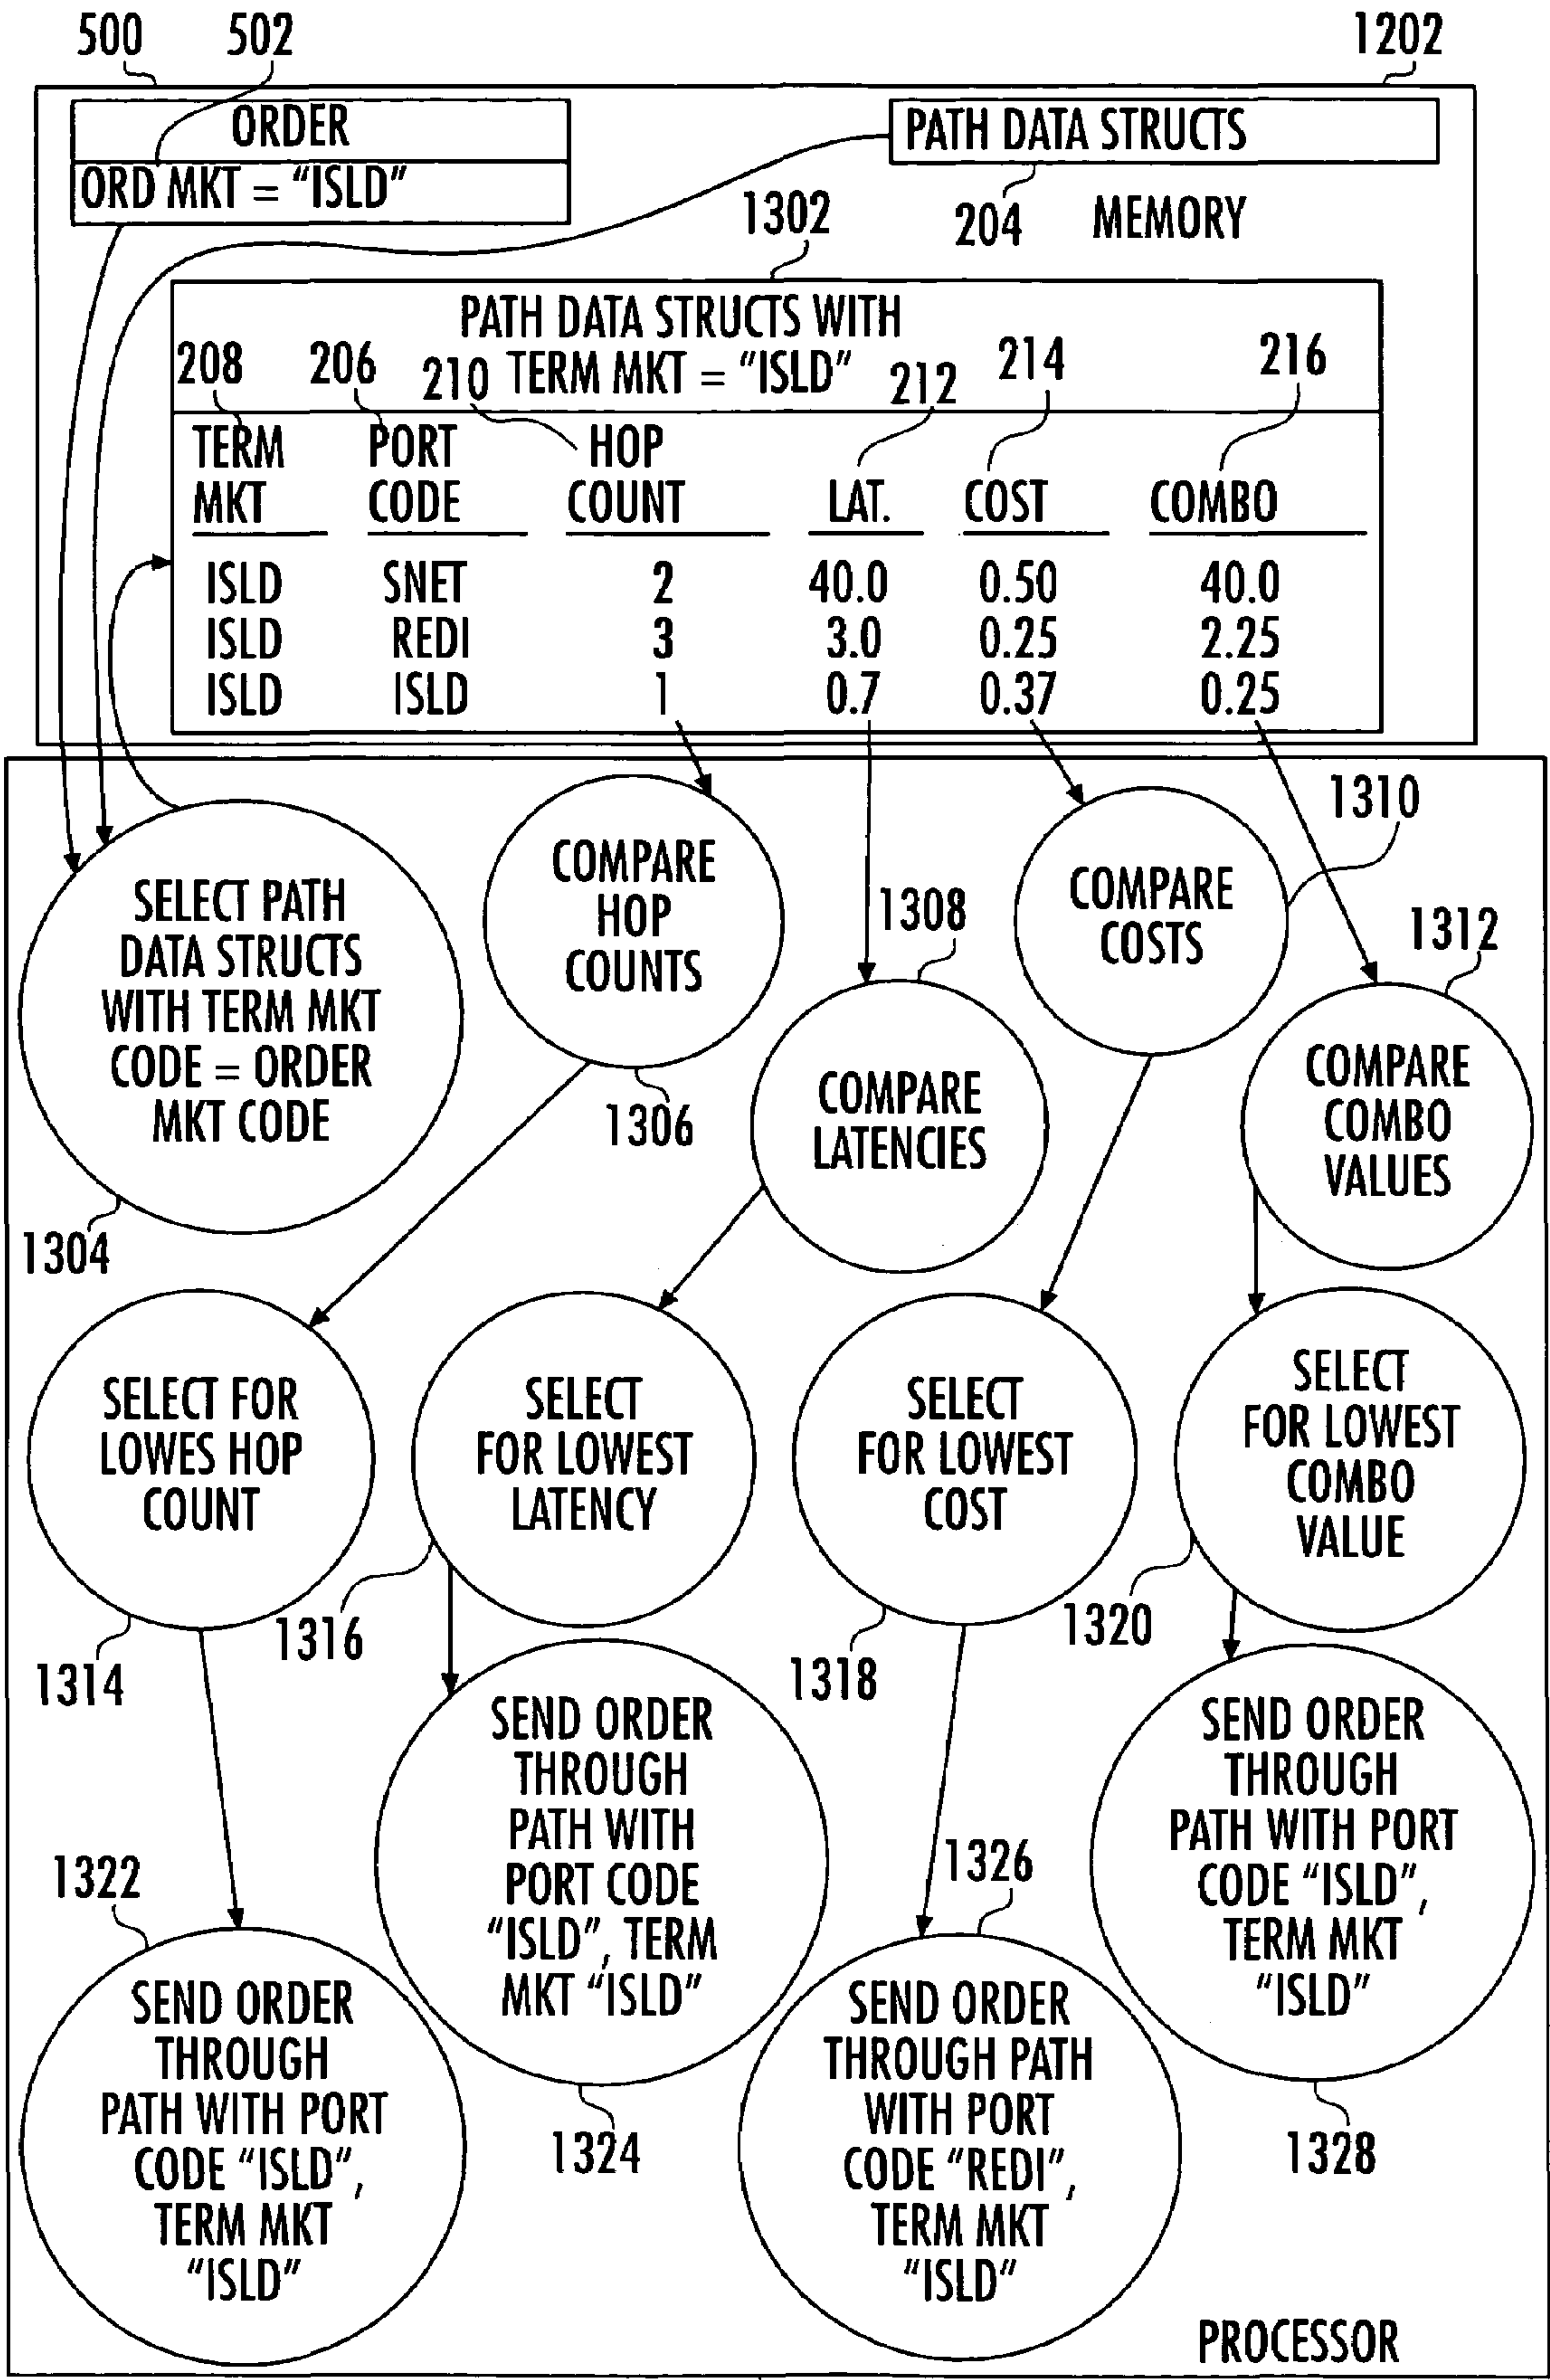 500 502 1202
ORDER
ORD MKT = "ISLD"
PATH DATA STRUCTS
204 MEMORY
1302
PATH DATA STRUCTS WITH
TERM MKT = "ISLD"
208 206 210 212 214 216
TERM PORT HOP
MKT CODE COUNT LAT. COST COMBO
ISLD SNET 2 40.0 0.50 40.0
ISLD REDI 3 3.0 0.25 2.25
ISLD ISLD 1 0.7 0.37 0.25
SELECT PATH
DATA STRUCTS
WITH TERM MKT
CODE = ORDER
MKT CODE
1304
COMPARE
HOP
COUNTS
1306
1308
COMPARE
LATENCIES
1310
COMPARE
COSTS
1312
COMPARE
COMBO
VALUES
SELECT FOR
LOWES HOP
COUNT
1314
SELECT
FOR LOWEST
LATENCY
1316
SELECT
FOR LOWEST
COST
1318
SELECT
FOR LOWEST
COMBO
VALUE
1320
1322
SEND ORDER
THROUGH
PATH WITH PORT
CODE "ISLD",
TERM MKT
"ISLD"
SEND ORDER
THROUGH
PATH WITH
PORT CODE
"ISLD", TERM
MKT "ISLD"
1324
1326
SEND ORDER
THROUGH PATH
WITH PORT
CODE "REDI",
TERM MKT
"ISLD"
SEND ORDER
THROUGH
PATH WITH PORT
CODE "ISLD",
TERM MKT
"ISLD"
1328
PROCESSOR